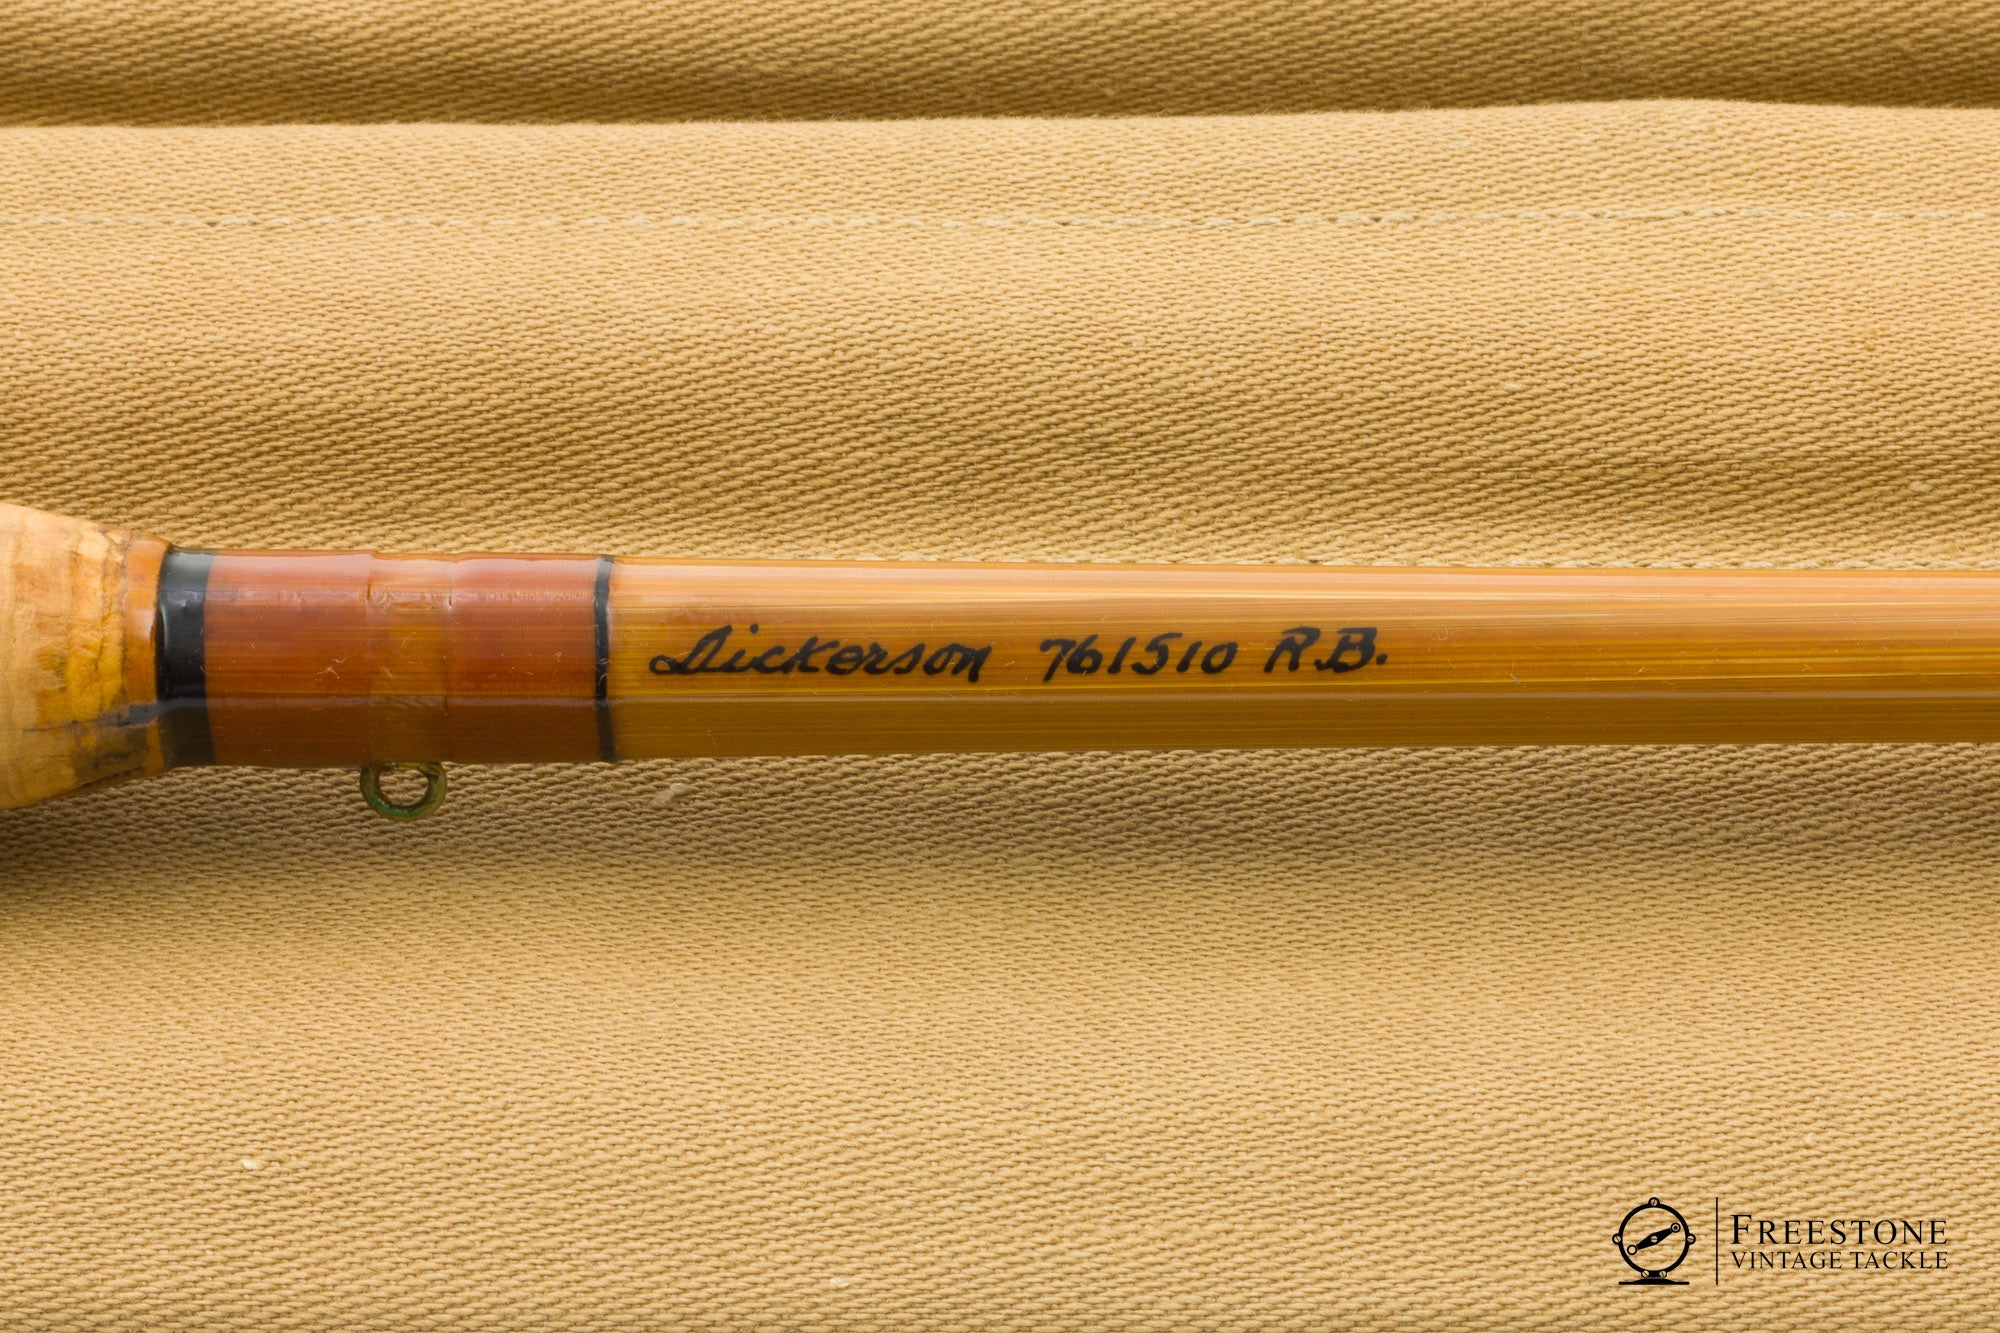 Dickerson 761510 R.B.
FREESTONE
VINTAGE TACKLE